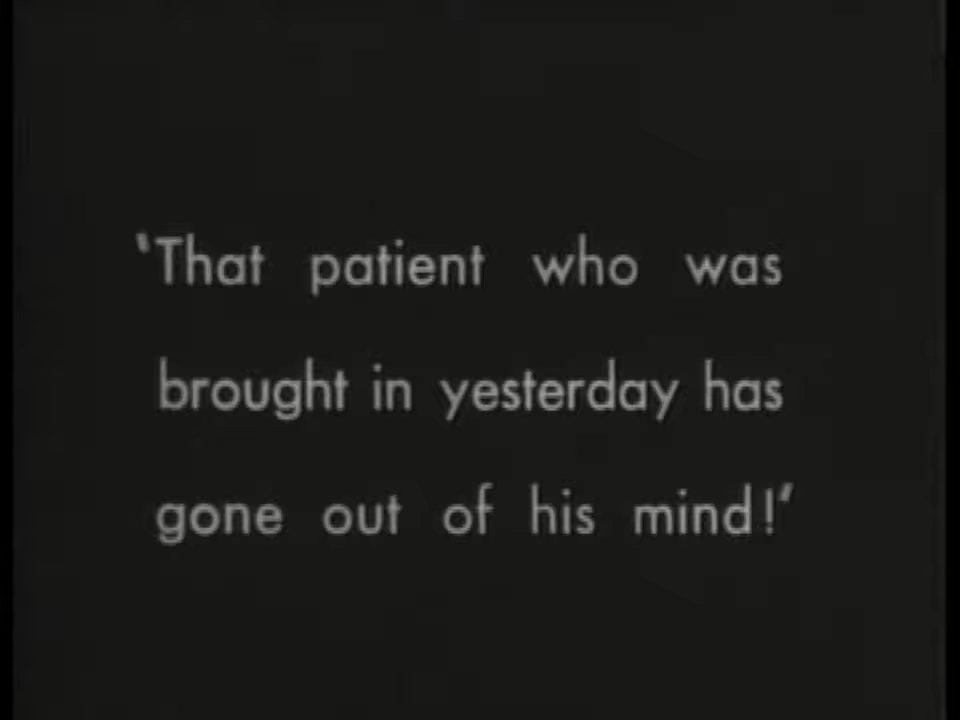 ‛That patient who was
brought in yesterday has
gone out of his mind!’